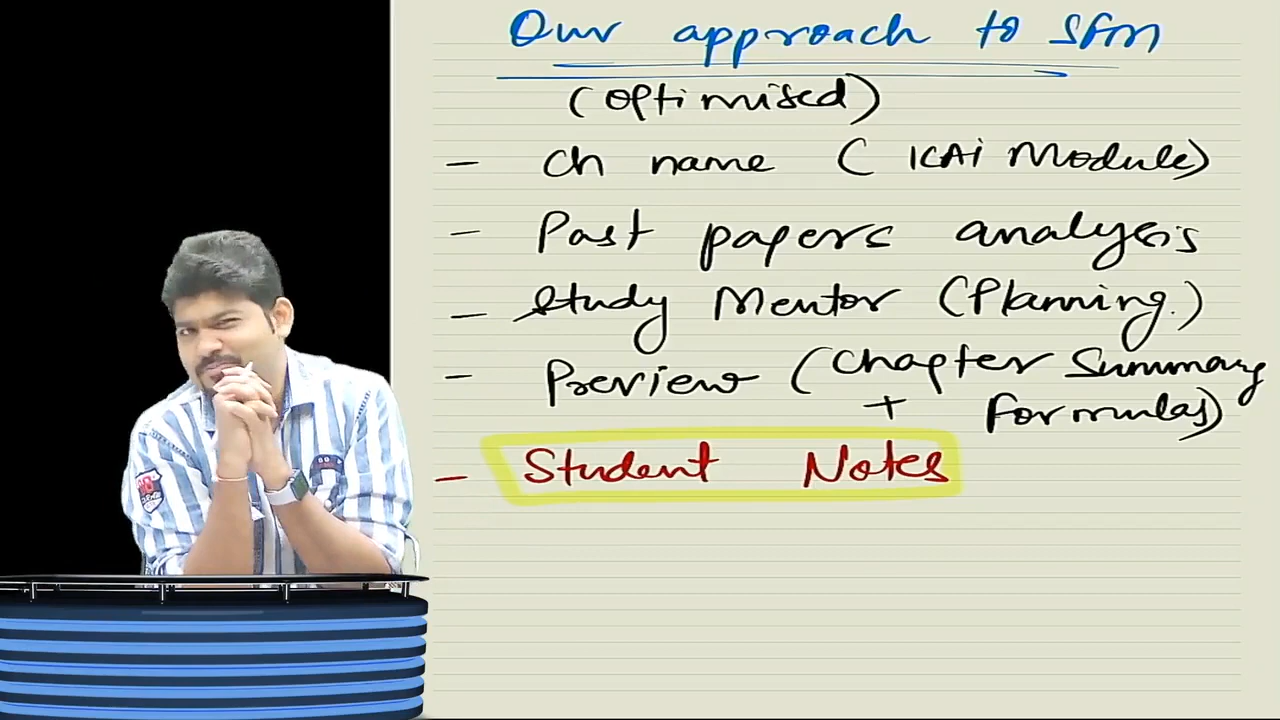 Our approach to SFM
(optimised)
- Ch name (ICAI Module)
- Past papers analysis
- Study Mentor (Planning.)
- Preview (Chapter Summary
+ Formulas)
- Student Notes